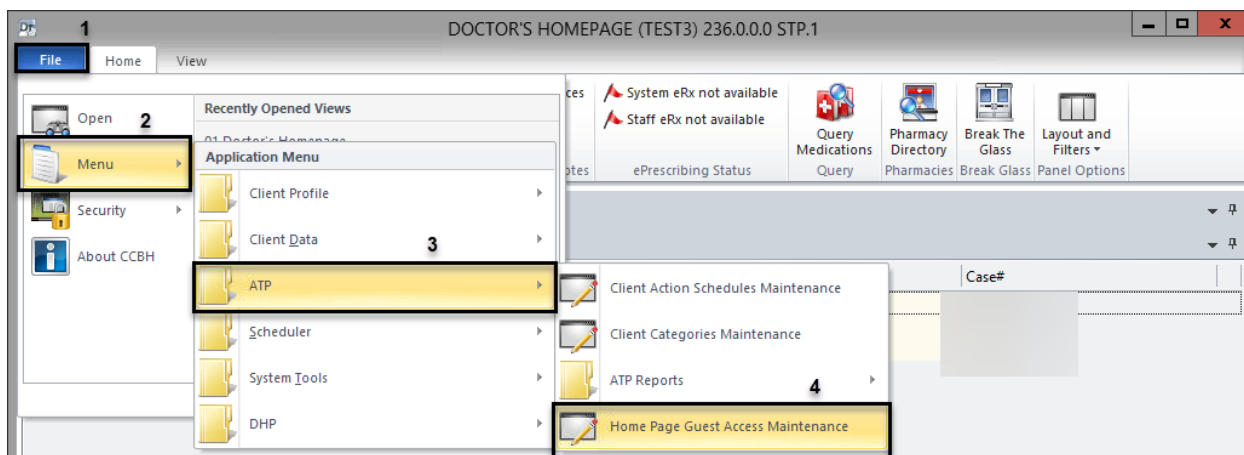 1
DOCTOR'S HOMEPAGE (TEST3) 236.0.0.0 STP.1
File Home View
Open
2
Menu
Security
About CCBH
Recently Opened Views
01 Doctor's Homepage
Application Menu
Client Profile
Client Data
3
ATP
Scheduler
System Tools
DHP
Client Action Schedules Maintenance
Client Categories Maintenance
ATP Reports
4
Home Page Guest Access Maintenance
System eRx not available
Staff eRx not available
ePrescribing Status
Query
Medications
Query
Pharmacy
Directory
Pharmacies
Break The
Glass
Break Glass
Layout and
Filters
Panel Options
Case#